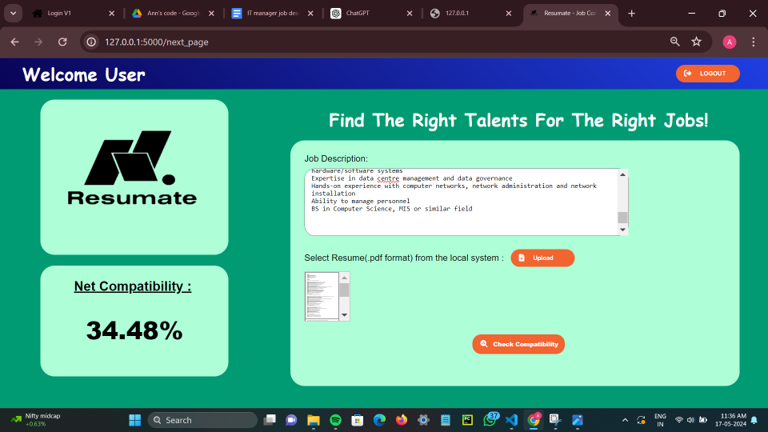 Login V1
Ann's code - Googl
IT manager job des
ChatGPT
127.0.0.1
Resumate - Job Co
127.0.0.1:5000/next_page
A
Welcome User
LOGOUT
Resumate
Find The Right Talents For The Right Jobs!
Job Description:
hardware/software systems
Expertise in data centre management and data governance
Hands-on experience with computer networks, network administration and network
installation
Ability to manage personnel
BS in Computer Science, MIS or similar field
Select Resume(.pdf format) from the local system :
Upload
Net Compatibility :
34.48%
Check Compatibility
Nifty midcap
+0.63%
Search
37
ENG
IN
11:36 AM
17-05-2024